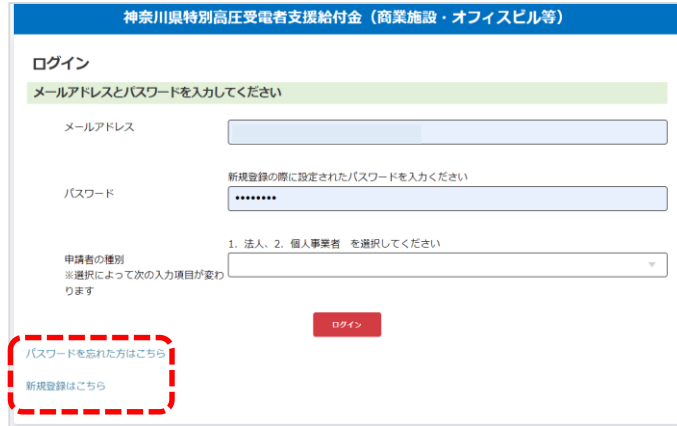 神奈川県特別高圧受電者支援給付金（商業施設・オフィスビル等）
ログイン
メールアドレスとパスワードを入力してください
メールアドレス
新規登録の際に設定されたパスワードを入力ください
パスワード
••••••••
1．法人、2．個人事業者　を選択してください
申請者の種別
※選択によって次の入力項目が変わ
ります
ログイン
パスワードを忘れた方はこちら
新規登録はこちら